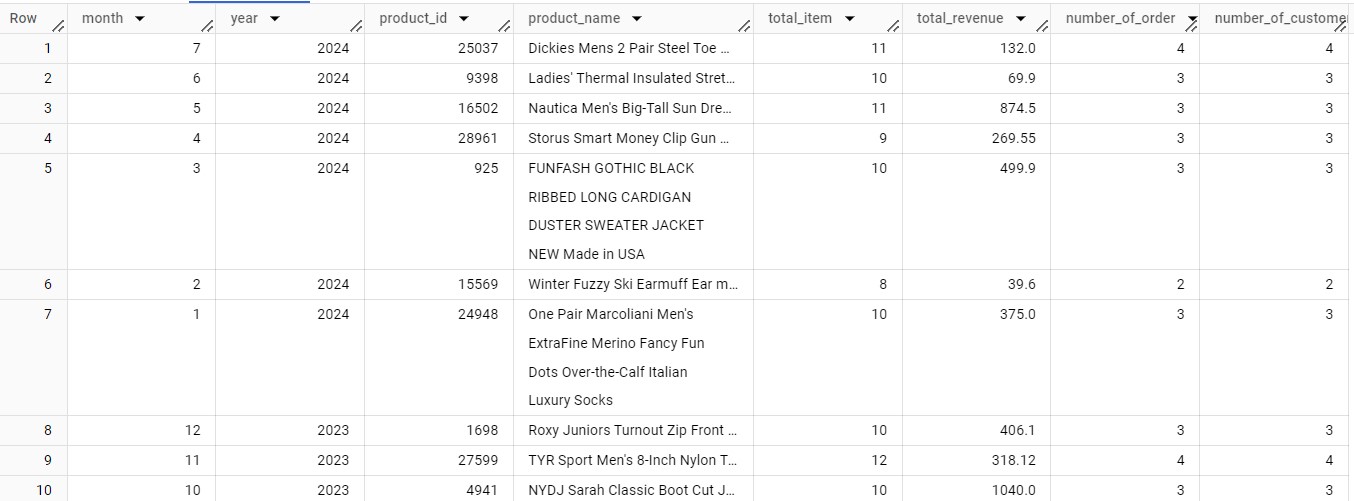 Row month year product_id product_name total_item total_revenue number_of_order number_of_custome
1 7 2024 25037 Dickies Mens 2 Pair Steel Toe ... 11 132.0 4 4
2 6 2024 9398 Ladies' Thermal Insulated Stret... 10 69.9 3 3
3 5 2024 16502 Nautica Men's Big-Tall Sun Dre... 11 874.5 3 3
4 4 2024 28961 Storus Smart Money Clip Gun ... 9 269.55 3 3
5 3 2024 925 FUNFASH GOTHIC BLACK 10 499.9 3 3
RIBBED LONG CARDIGAN
DUSTER SWEATER JACKET
NEW Made in USA
6 2 2024 15569 Winter Fuzzy Ski Earmuff Ear m... 8 39.6 2 2
7 1 2024 24948 One Pair Marcoliani Men's 10 375.0 3 3
ExtraFine Merino Fancy Fun
Dots Over-the-Calf Italian
Luxury Socks
8 12 2023 1698 Roxy Juniors Turnout Zip Front ... 10 406.1 3 3
9 11 2023 27599 TYR Sport Men's 8-Inch Nylon T... 12 318.12 4 4
10 10 2023 4941 NYDJ Sarah Classic Boot Cut J... 10 1040.0 3 3